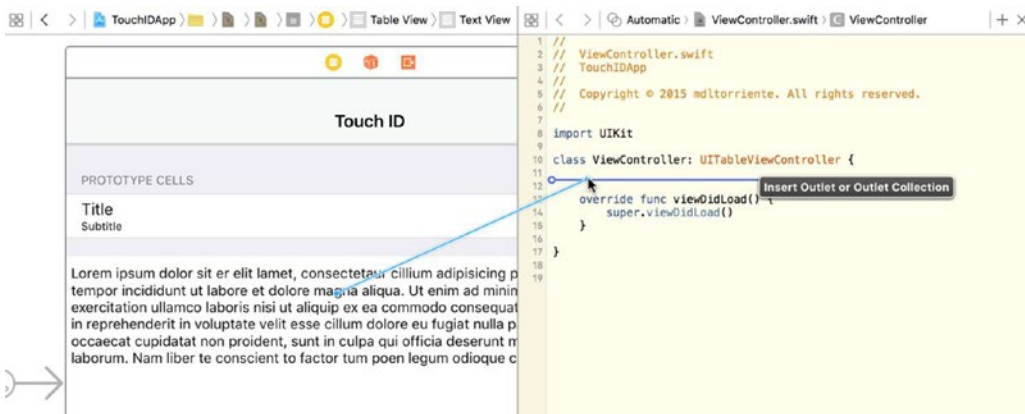 TouchIDApp
Table View
Text View
Automatic
ViewController.swift
ViewController
Touch ID
PROTOTYPE CELLS
Title
Subtitle
Lorem ipsum dolor sit er elit lamet, consectetaur cillium adipisicing p
tempor incididunt ut labore et dolore magna aliqua. Ut enim ad minin
exercitation ullamco laboris nisi ut aliquip ex ea commodo consequat
in reprehenderit in voluptate velit esse cillum dolore eu fugiat nulla p
occaecat cupidatat non proident, sunt in culpa qui officia deserunt m
laborum. Nam liber te conscient to factor tum poen legum odioque c
1 //
2 // ViewController.swift
3 // TouchIDApp
4 //
5 // Copyright © 2015 mdltorriente. All rights reserved.
6 //
7
8 import UIKit
9
10 class ViewController: UITableViewController {
11
12
Insert Outlet or Outlet Collection
13 override func viewDidLoad() {
14 super.viewDidLoad()
15 }
16
17 }
18
19